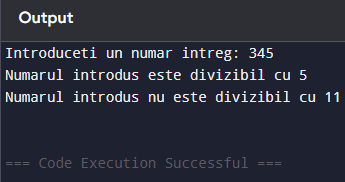 Output
Introduceti un numar intreg: 345
Numarul introdus este divizibil cu 5
Numarul introdus nu este divizibil cu 11
=== Code Execution Successful ===